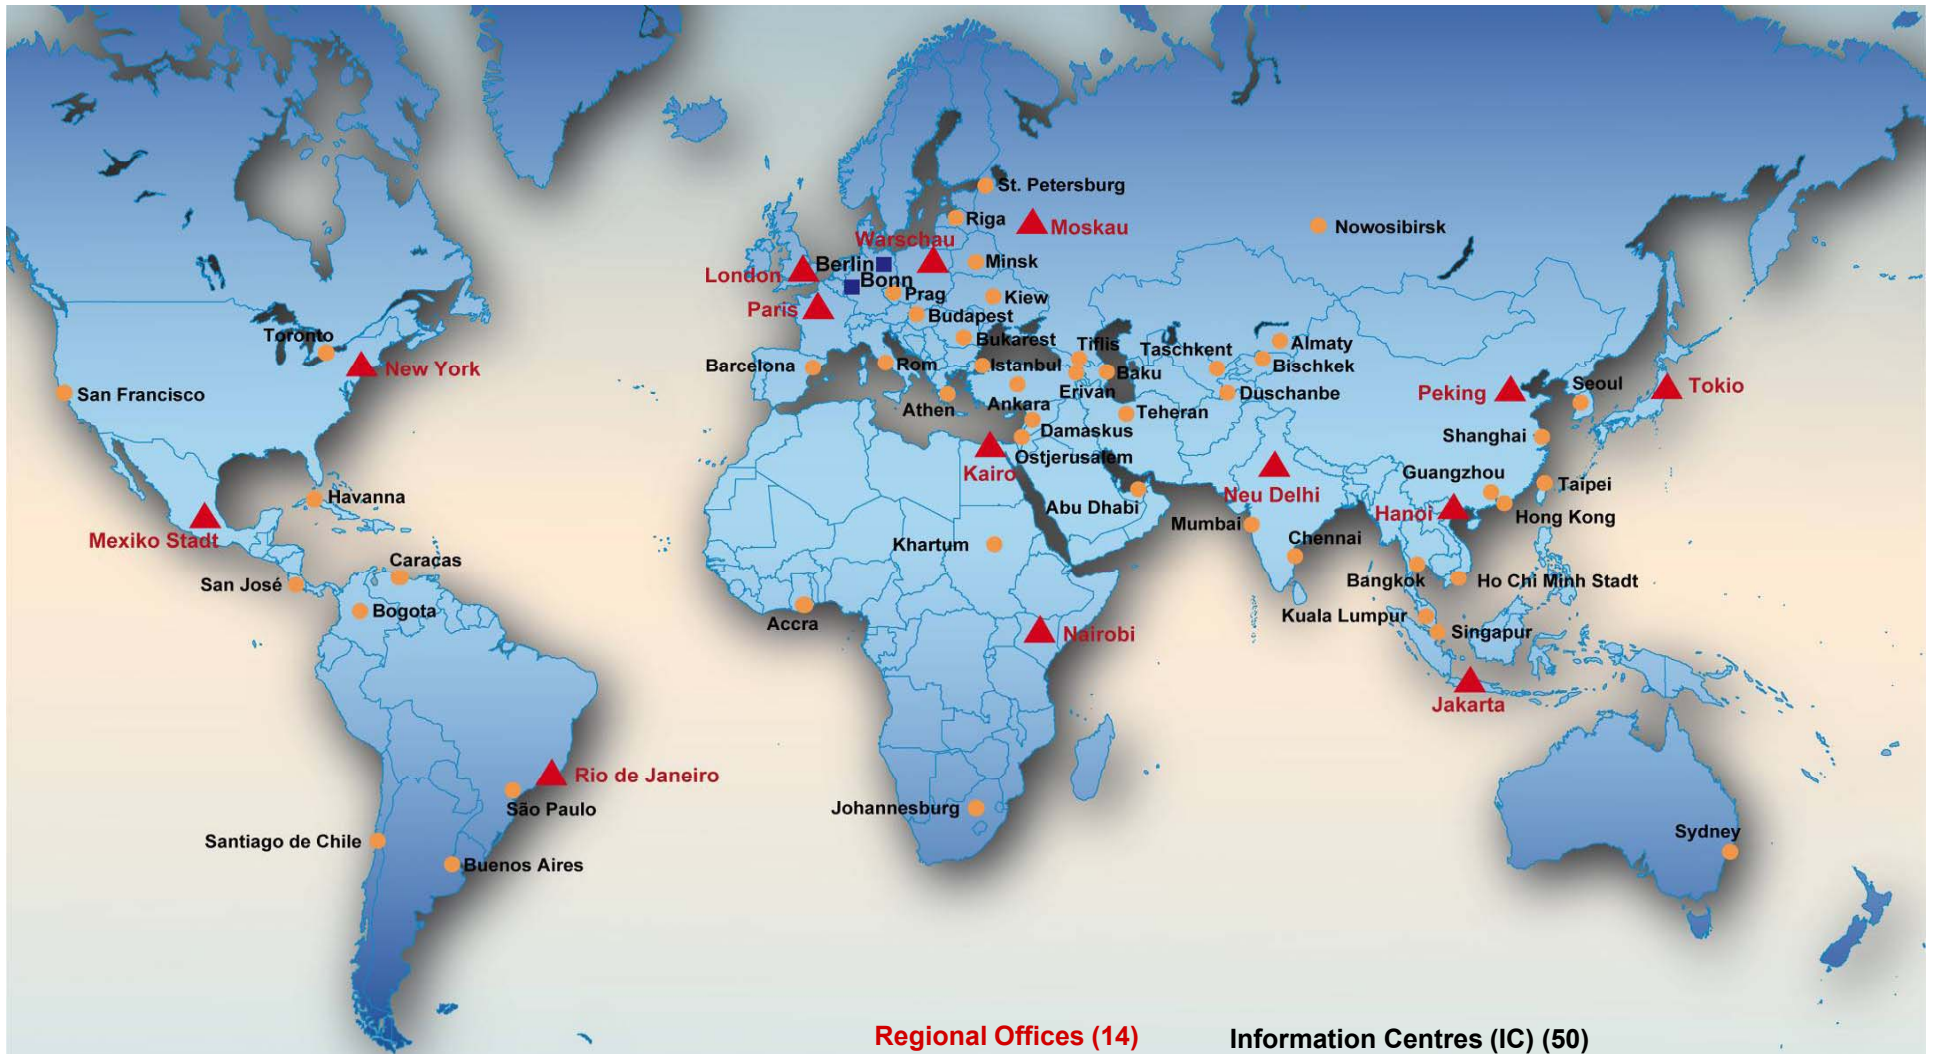 St. Petersburg
Riga
Moskau
Nowosibirsk
Warschau
London
Berlin
Minsk
Bonn
Prag
Kiew
Paris
Budapest
Toronto
Bukarest
Tiflis
Taschkent
Almaty
New York
Barcelona
Rom
Istanbul
Baku
Bischkek
San Francisco
Athen
Ankara
Erivan
Duschanbe
Peking
Seoul
Tokio
Teheran
Damaskus
Shanghai
Ostjerusalem
Kairo
Guangzhou
Taipei
Havanna
Abu Dhabi
Neu Delhi
Hanoi
Hong Kong
Mexiko Stadt
Mumbai
Khartum
Chennai
Caracas
San José
Bangkok
Ho Chi Minh Stadt
Bogota
Accra
Kuala Lumpur
Nairobi
Singapur
Jakarta
Rio de Janeiro
São Paulo
Johannesburg
Santiago de Chile
Sydney
Buenos Aires
Regional Offices (14)
Information Centres (IC) (50)